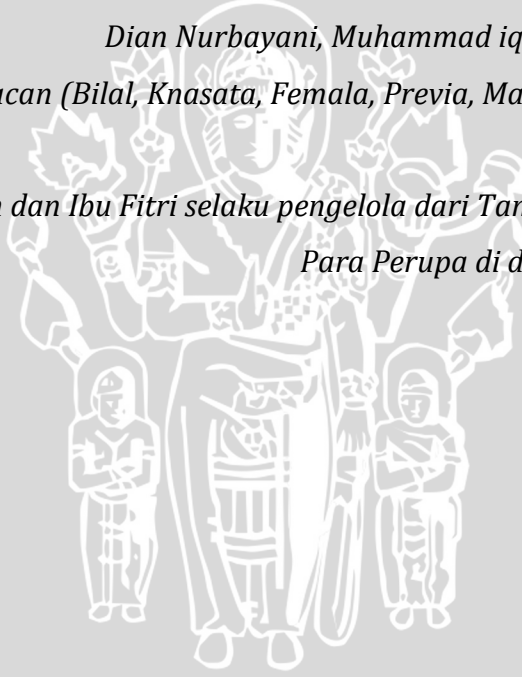 Dian Nurbayani, Muhammad iq
acan (Bilal, Knasata, Femala, Previa, Ma
dan Ibu Fitri selaku pengelola dari Tan
Para Perupa di d